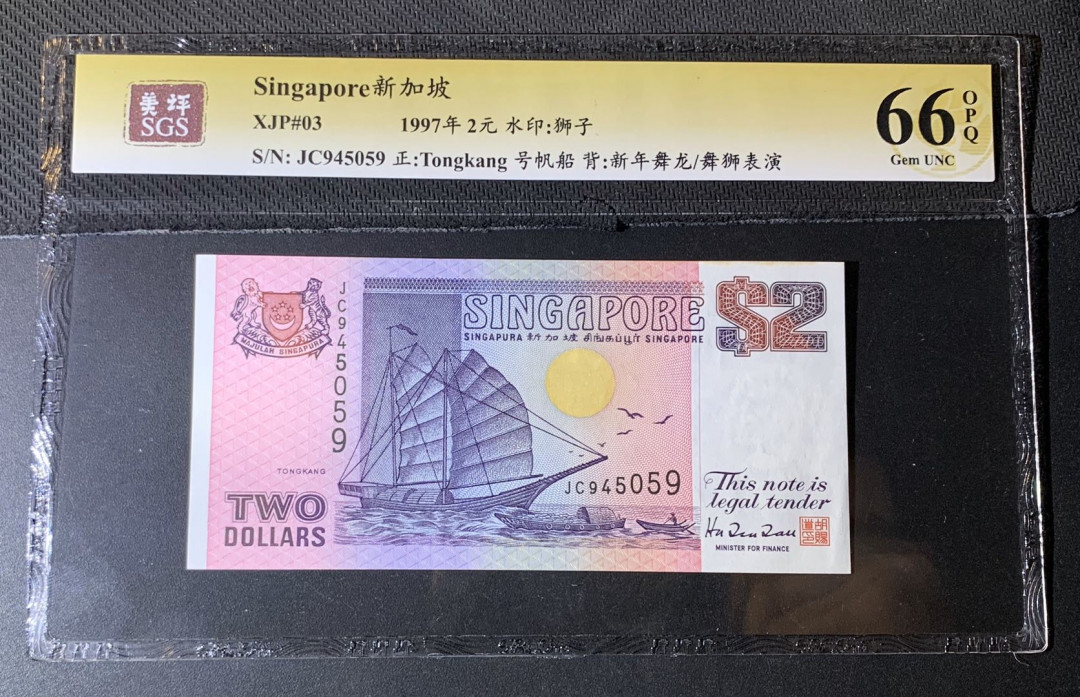 美坪
SGS
Singapore新加坡
XJP#03 1997年 2元 水印:狮子
S/N: JC945059 正:Tongkang 号帆船 背:新年舞龙/舞狮表演
66
OPQ
Gem UNC
MAJULAH SINGAPURA
JC945059
SINGAPORE
SINGAPURA 新加坡 சிங்கப்பூர் SINGAPORE
$2
TONGKANG
TWO
DOLLARS
JC945059
This note is
legal tender
MINISTER FOR FINANCE